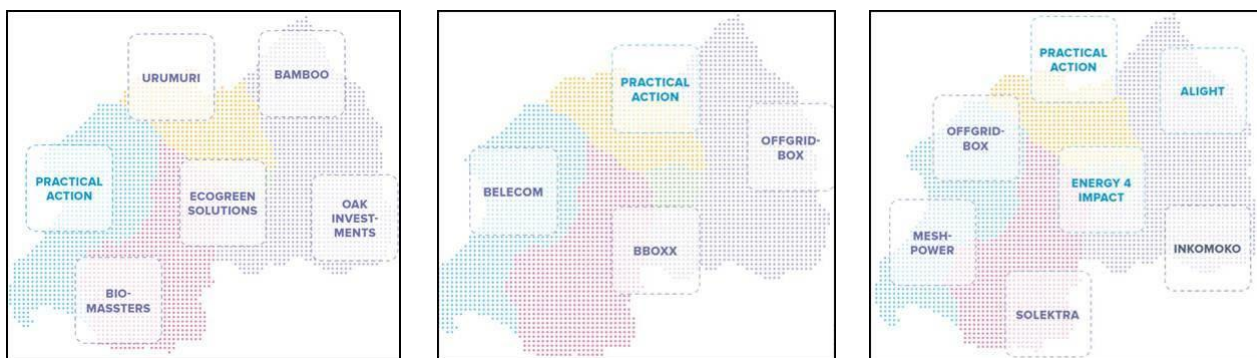 URUMURI
BAMBOO
PRACTICAL
ACTION
ECOGREEN
SOLUTIONS
OAK
INVEST-
MENTS
BIO-
MASSTERS
PRACTICAL
ACTION
OFFGRID-
BOX
BELECOM
BBOXX
PRACTICAL
ACTION
ALIGHT
OFFGRID-
BOX
ENERGY 4
IMPACT
MESH-
POWER
INKOMOKO
SOLEKTRA